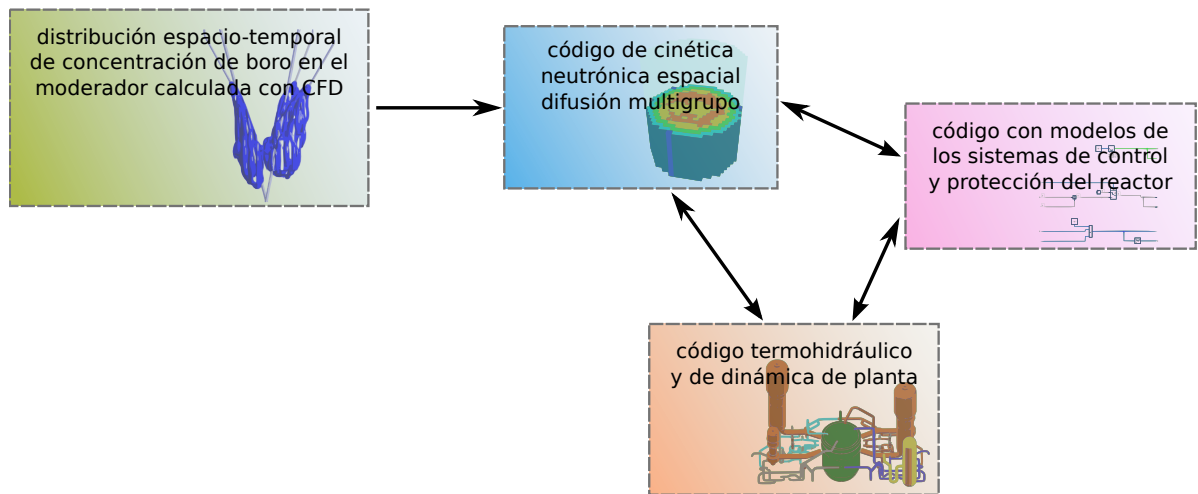 distribución espacio-temporal
de concentración de boro en el
moderador calculada con CFD
código de cinética
neutrónica espacial
difusión multigrupo
código con modelos de
los sistemas de control
y protección del reactor
código termohidráulico
y de dinámica de planta